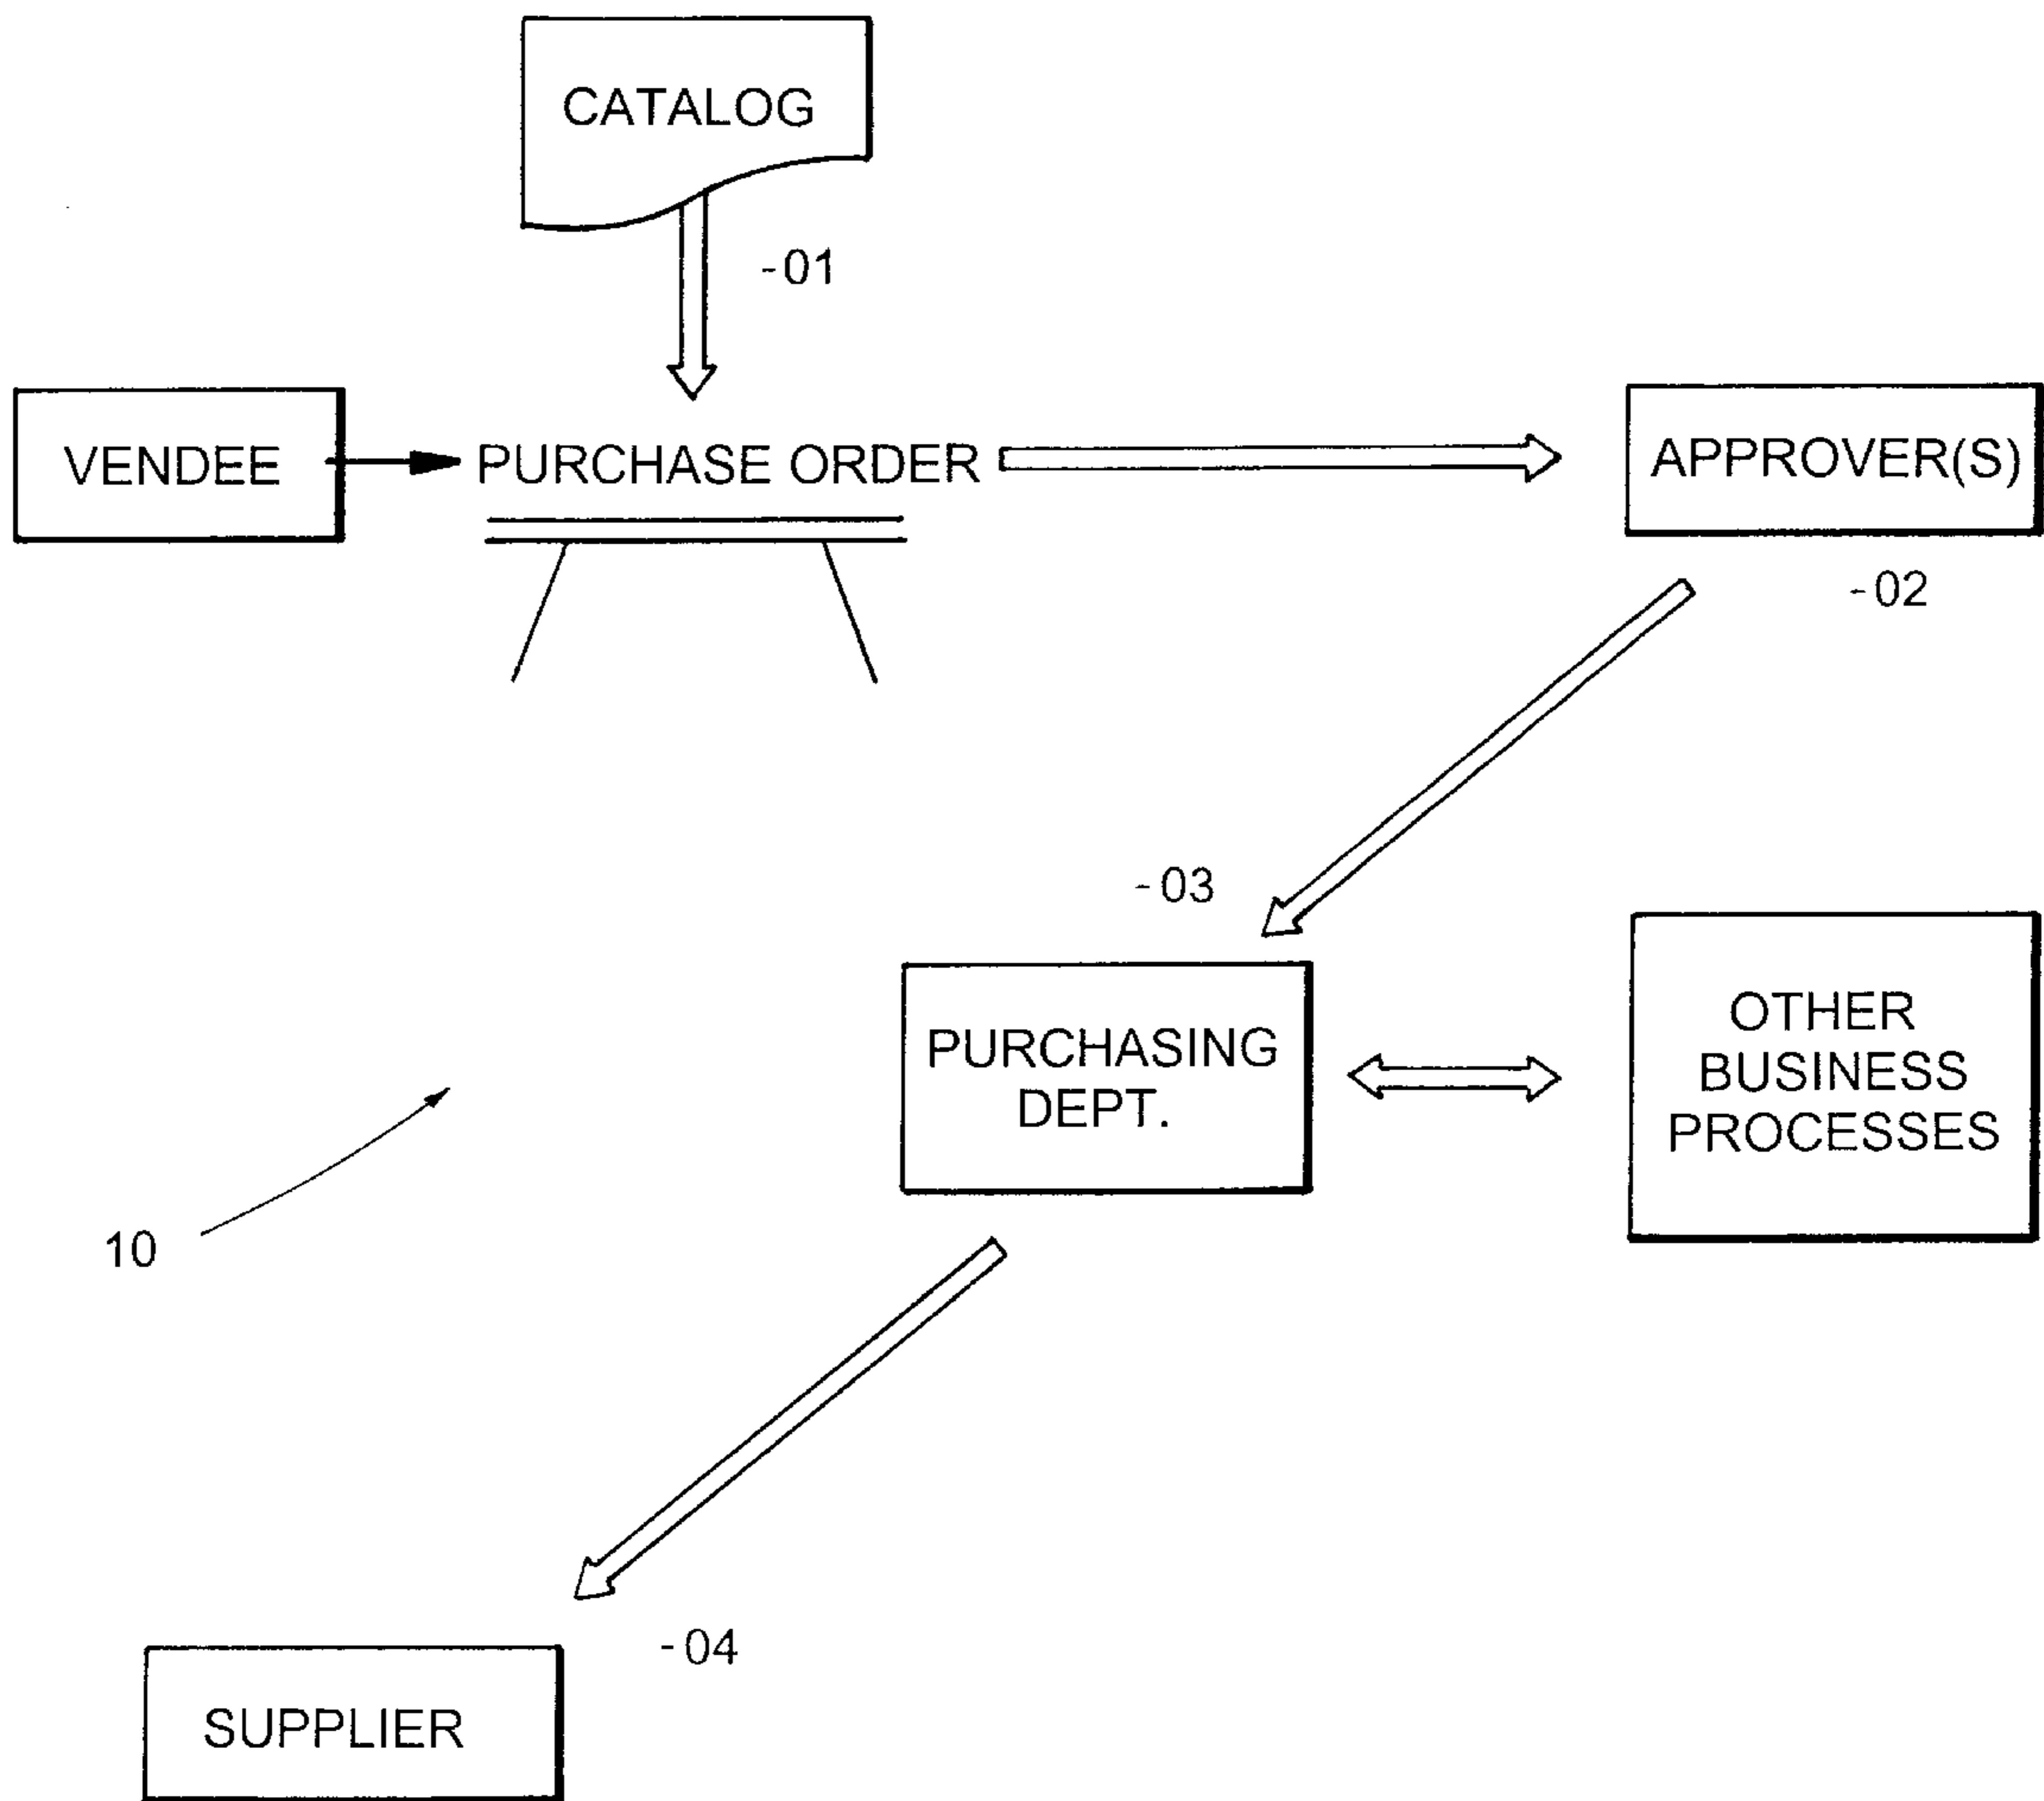 CATALOG
-01
VENDEE
PURCHASE ORDER
APPROVER(S)
-02
-03
PURCHASING
DEPT.
OTHER
BUSINESS
PROCESSES
10
-04
SUPPLIER